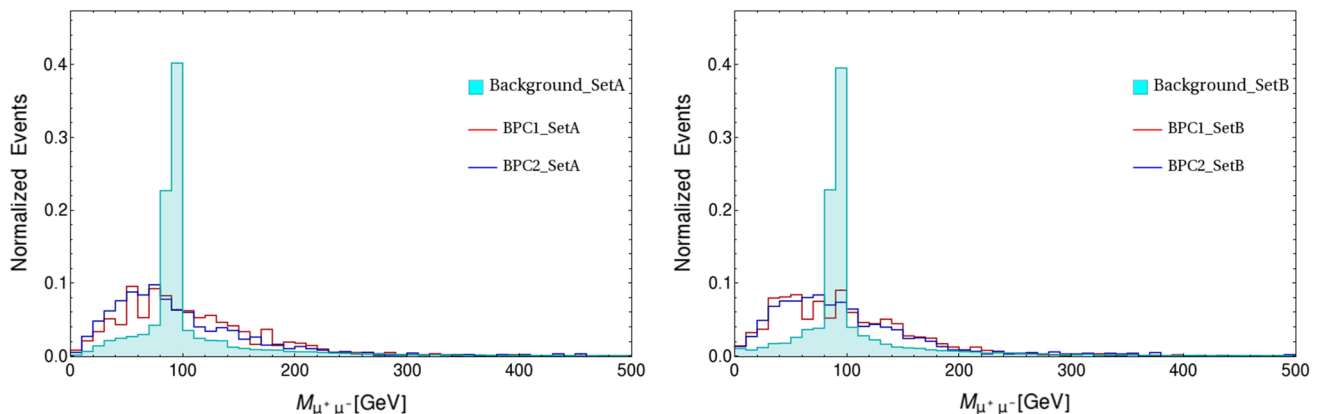 Normalized Events
0.4
0.3
0.2
0.1
0.0
Background_SetA
BPC1_SetA
BPC2_SetA
0 100 200 300 400 500
Mμ⁺ μ⁻[GeV]
Normalized Events
0.4
0.3
0.2
0.1
0.0
Background_SetB
BPC1_SetB
BPC2_SetB
0 100 200 300 400 500
Mμ⁺ μ⁻[GeV]